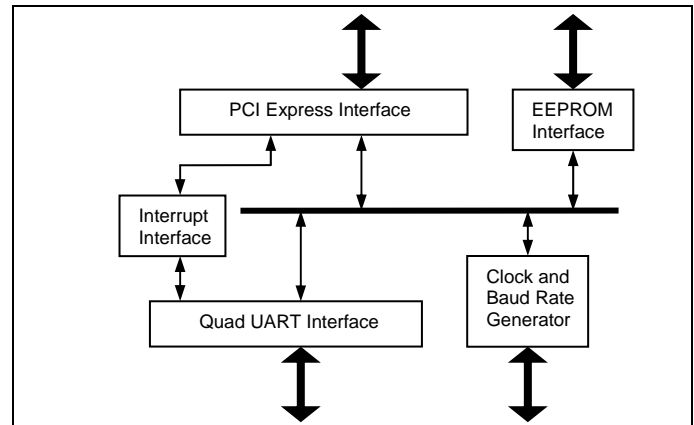 PCI Express Interface
EEPROM
Interface
Interrupt
Interface
Clock and
Baud Rate
Generator
Quad UART Interface